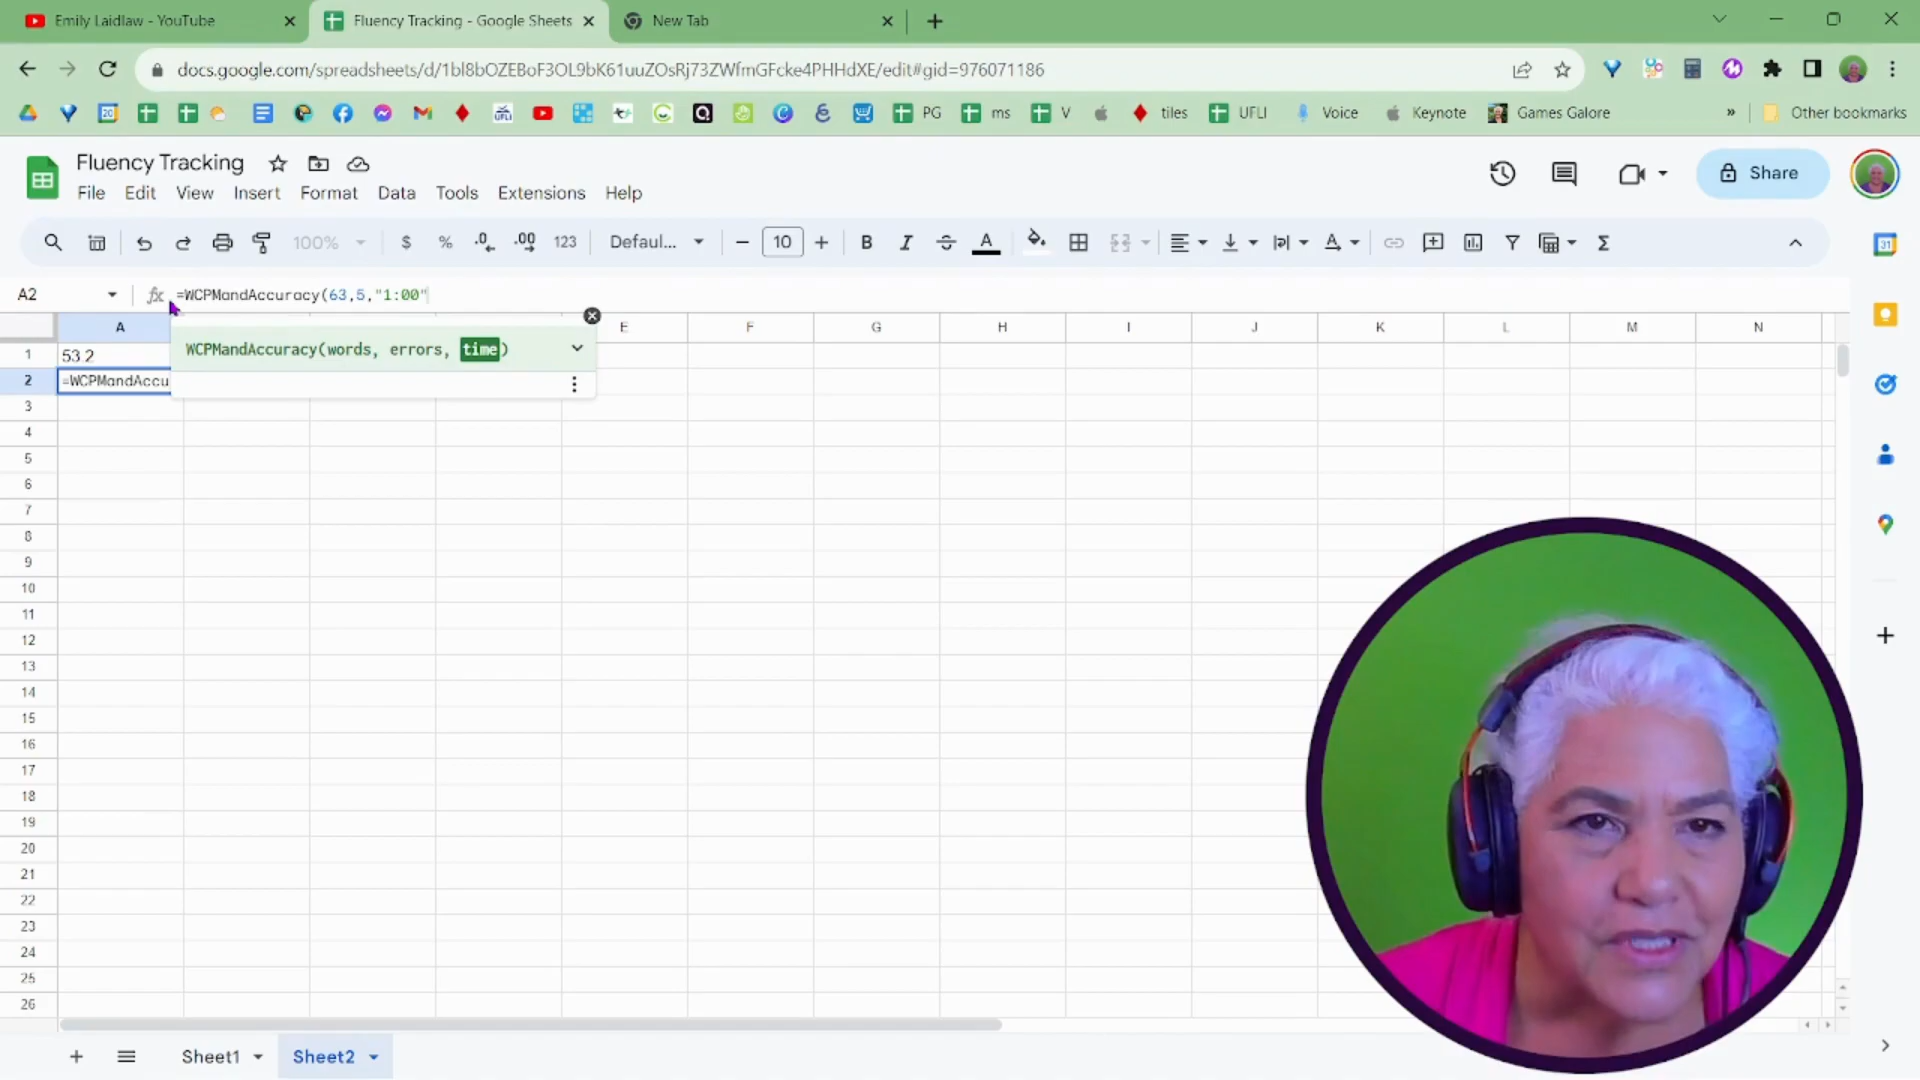 Emily Laidlaw - YouTube
Fluency Tracking - Google Sheets
New Tab
docs.google.com/spreadsheets/d/1bl8bOZEBoF3OL9bK61uuZOsRj73ZWfmGFcke4PHHdXE/edit#gid=976071186
PG
ms
V
tiles
UFLI
Voice
Keynote
Games Galore
»
Other bookmarks
Fluency Tracking
File Edit View Insert Format Data Tools Extensions Help
Share
100%
$ % .0 .00 123
Defaul...
10
B I A
A2
fx =WCPMandAccuracy(63,5,"1:00"
WCPMandAccuracy(words, errors, time)
A E F G H I J K L M N
1 53.2
2 =WCPMandAccu
3
4
5
6
7
8
9
10
11
12
13
14
15
16
17
18
19
20
21
22
23
24
25
26
31
Sheet1
Sheet2